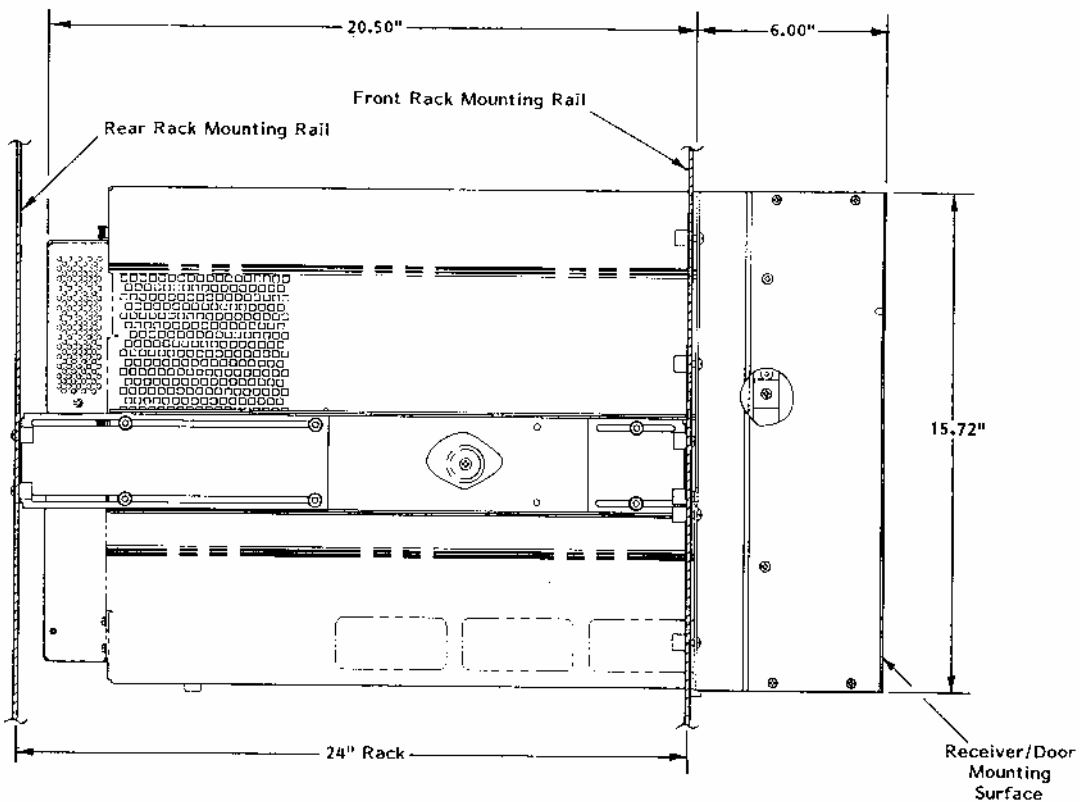 20.50"
6.00"
Front Rack Mounting Rail
Rear Rack Mounting Rail
15.72"
24" Rack
Receiver/Door
Mounting
Surface